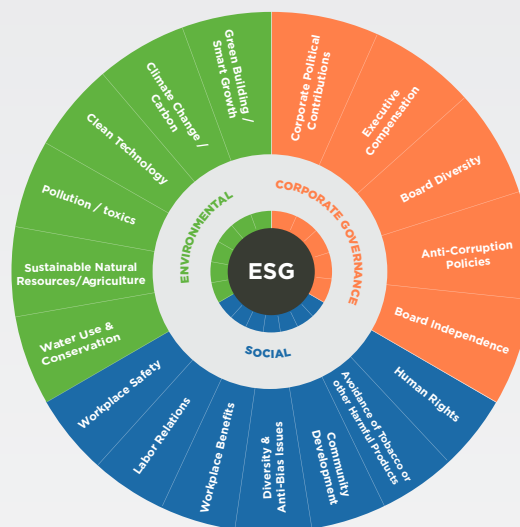 Green Building /
Smart Growth
Climate Change /
Carbon
Clean Technology
Pollution / toxics
Sustainable Natural
Resources/Agriculture
Water Use &
Conservation
Corporate Political
Contributions
Executive
Compensation
Board Diversity
Anti-Corruption
Policies
Board Independence
Human Rights
Avoidance of Tobacco or
other Harmful Products
Community
Development
Diversity &
Anti-Bias Issues
Workplace Benefits
Labor Relations
Workplace Safety
ENVIRONMENTAL
CORPORATE GOVERNANCE
SOCIAL
ESG